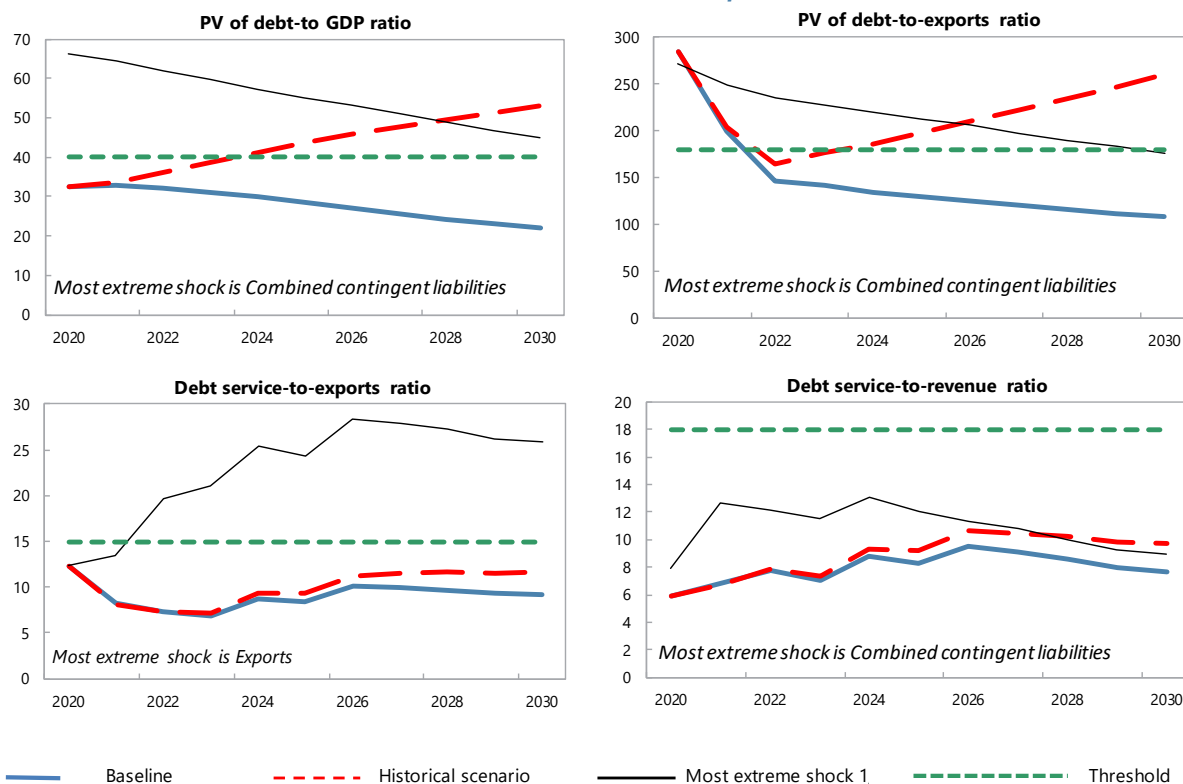 PV of debt-to GDP ratio
70
60
50
40
30
20
10
0
Most extreme shock is Combined contingent liabilities
2020 2022 2024 2026 2028 2030
PV of debt-to-exports ratio
300
250
200
150
100
50
0
Most extreme shock is Combined contingent liabilities
2020 2022 2024 2026 2028 2030
Debt service-to-exports ratio
30
25
20
15
10
5
0
Most extreme shock is Exports
2020 2022 2024 2026 2028 2030
Debt service-to-revenue ratio
20
18
16
14
12
10
8
6
4
2
0
Most extreme shock is Combined contingent liabilities
2020 2022 2024 2026 2028 2030
Baseline Historical scenario Most extreme shock 1 Threshold